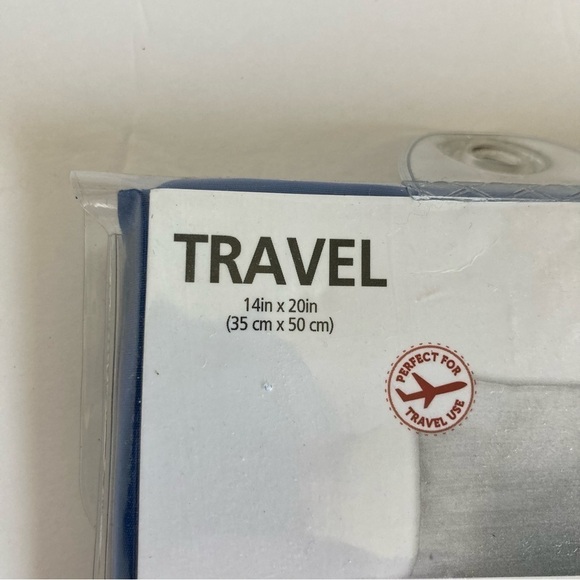 TRAVEL
14in x 20in
(35 cm x 50 cm)
PERFECT FOR
TRAVEL USE